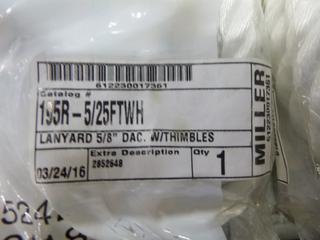 612230017361
Catalog #
195R-5/25FTWH
LANYARD 5/8" DAC. W/THIMBLES
Extra Description
2852648
Qty
1
03/24/16
MILLER
612230017361